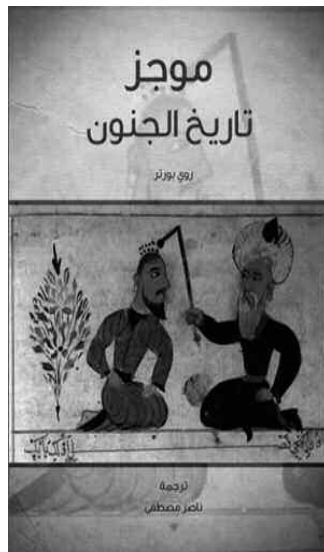 موجز
تاريخ الجنون
روي بورتر
ترجمة
ناصر مصطفى